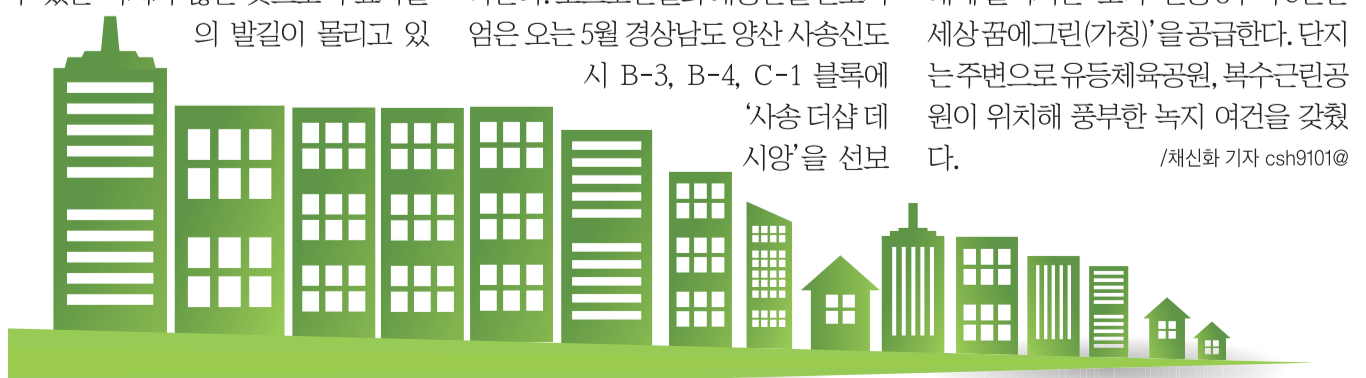 의 발길이 몰리고 있
엄은 오는 5월 경상남도 양산 사송신도
시 B-3, B-4, C-1 블록에
‘사송 더샵 데
시앙’을 선보
세상 꿈에그린(가칭)’을 공급한다. 단지
는 주변으로 유등체육공원, 복수근린공
원이 위치해 풍부한 녹지 여건을 갖췄
다.
/채신화 기자 csh9101@